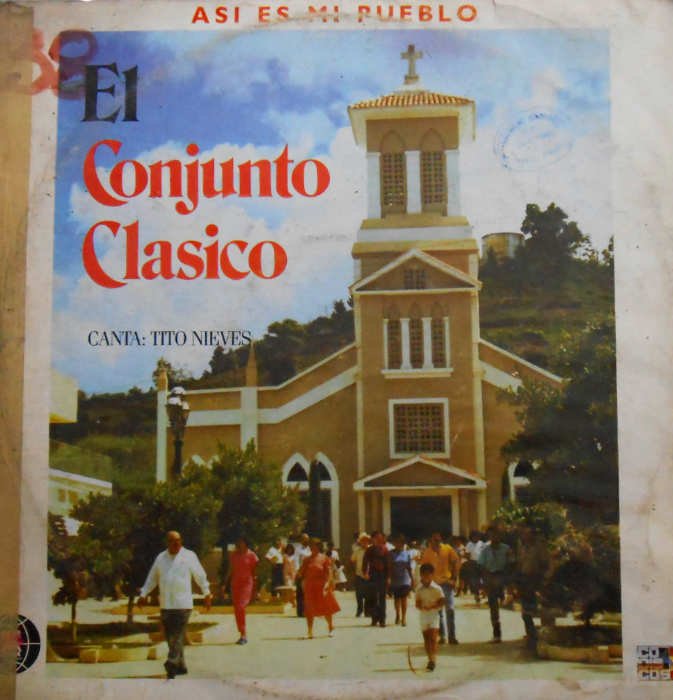 ASI ES MI PUEBLO
El
Conjunto
Clasico
CANTA: TITO NIEVES